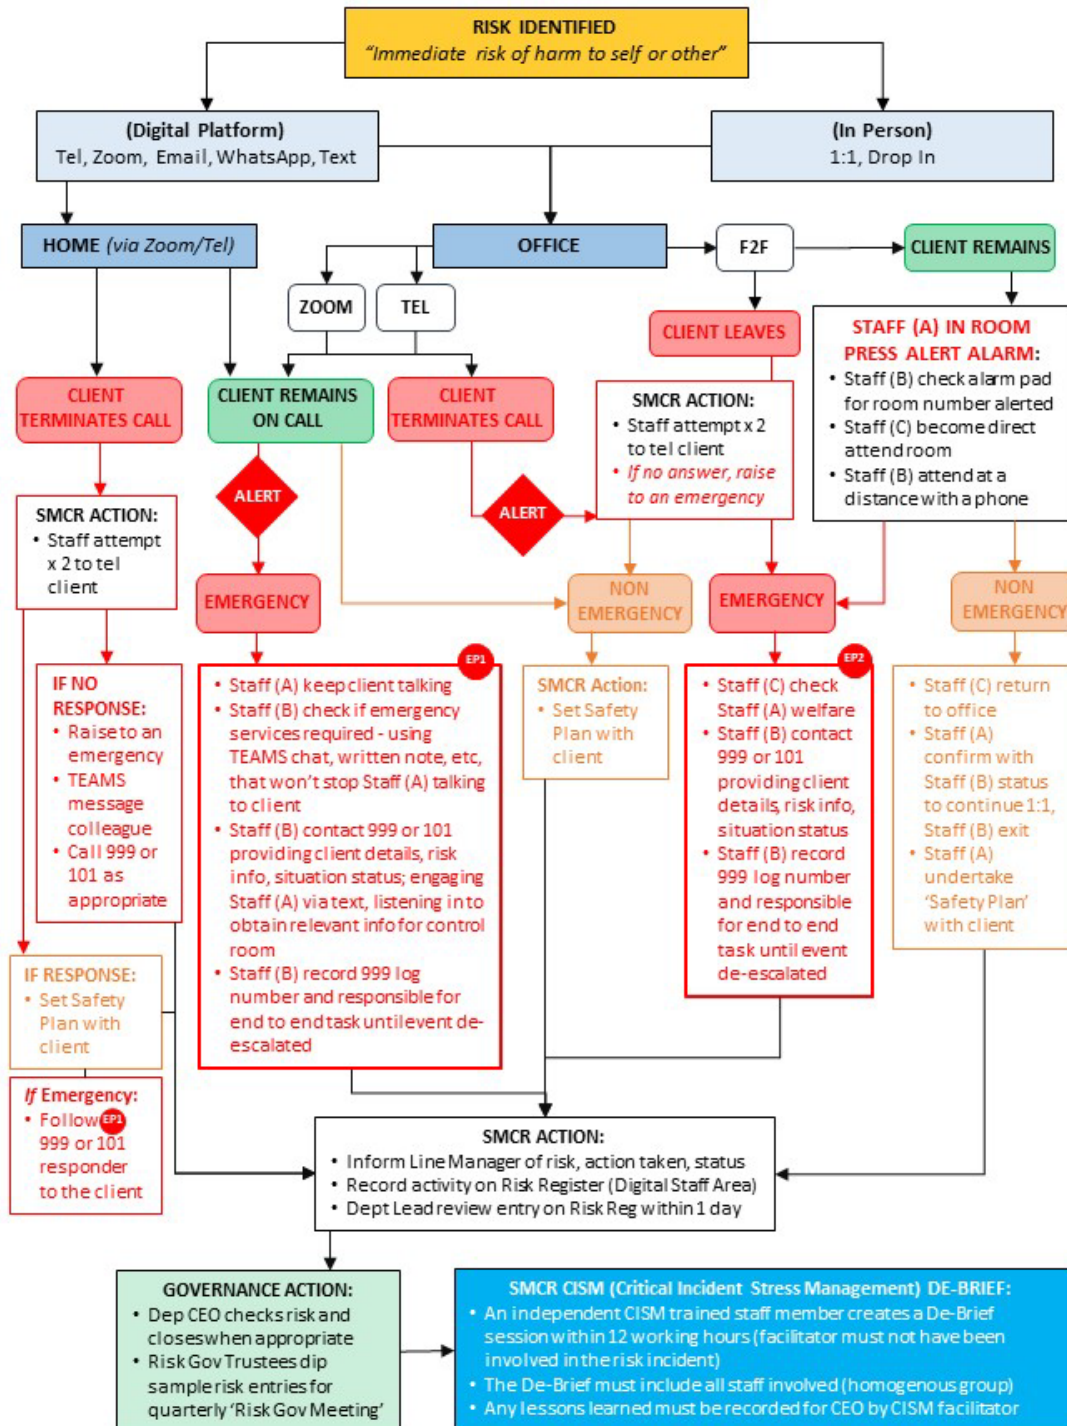 RISK IDENTIFIED
“Immediate risk of harm to self or other”
(Digital Platform)
Tel, Zoom, Email, WhatsApp, Text
(In Person)
1:1, Drop In
HOME (via Zoom/Tel)
OFFICE
F2F
CLIENT REMAINS
ZOOM
TEL
CLIENT LEAVES
STAFF (A) IN ROOM
PRESS ALERT ALARM:
• Staff (B) check alarm pad
for room number alerted
• Staff (C) become direct
attend room
• Staff (B) attend at a
distance with a phone
CLIENT
TERMINATES CALL
CLIENT REMAINS
ON CALL
CLIENT
TERMINATES CALL
SMCR ACTION:
• Staff attempt x 2
to tel client
• If no answer, raise
to an emergency
ALERT
ALERT
SMCR ACTION:
• Staff attempt
x 2 to tel
client
EMERGENCY
NON
EMERGENCY
EMERGENCY
NON
EMERGENCY
IF NO
RESPONSE:
• Raise to an
emergency
• TEAMS
message
colleague
• Call 999 or
101 as
appropriate
EP1
• Staff (A) keep client talking
• Staff (B) check if emergency
services required - using
TEAMS chat, written note, etc,
that won’t stop Staff (A) talking
to client
• Staff (B) contact 999 or 101
providing client details, risk
info, situation status; engaging
Staff (A) via text, listening in to
obtain relevant info for control
room
• Staff (B) record 999 log
number and responsible for
end to end task until event de-
escalated
SMCR Action:
• Set Safety
Plan with
client
EP2
• Staff (C) check
Staff (A) welfare
• Staff (B) contact
999 or 101
providing client
details, risk info,
situation status
• Staff (B) record
999 log number
and responsible
for end to end
task until event
de-escalated
• Staff (C) return
to office
• Staff (A)
confirm with
Staff (B) status
to continue 1:1,
Staff (B) exit
• Staff (A)
undertake
‘Safety Plan’
with client
IF RESPONSE:
• Set Safety
Plan with
client
If Emergency:
• Follow EP1
999 or 101
responder
to the client
SMCR ACTION:
• Inform Line Manager of risk, action taken, status
• Record activity on Risk Register (Digital Staff Area)
• Dept Lead review entry on Risk Reg within 1 day
GOVERNANCE ACTION:
• Dep CEO checks risk and
closes when appropriate
• Risk Gov Trustees dip
sample risk entries for
quarterly ‘Risk Gov Meeting’
SMCR CISM (Critical Incident Stress Management) DE-BRIEF:
• An independent CISM trained staff member creates a De-Brief
session within 12 working hours (facilitator must not have been
involved in the risk incident)
• The De-Brief must include all staff involved (homogenous group)
• Any lessons learned must be recorded for CEO by CISM facilitator